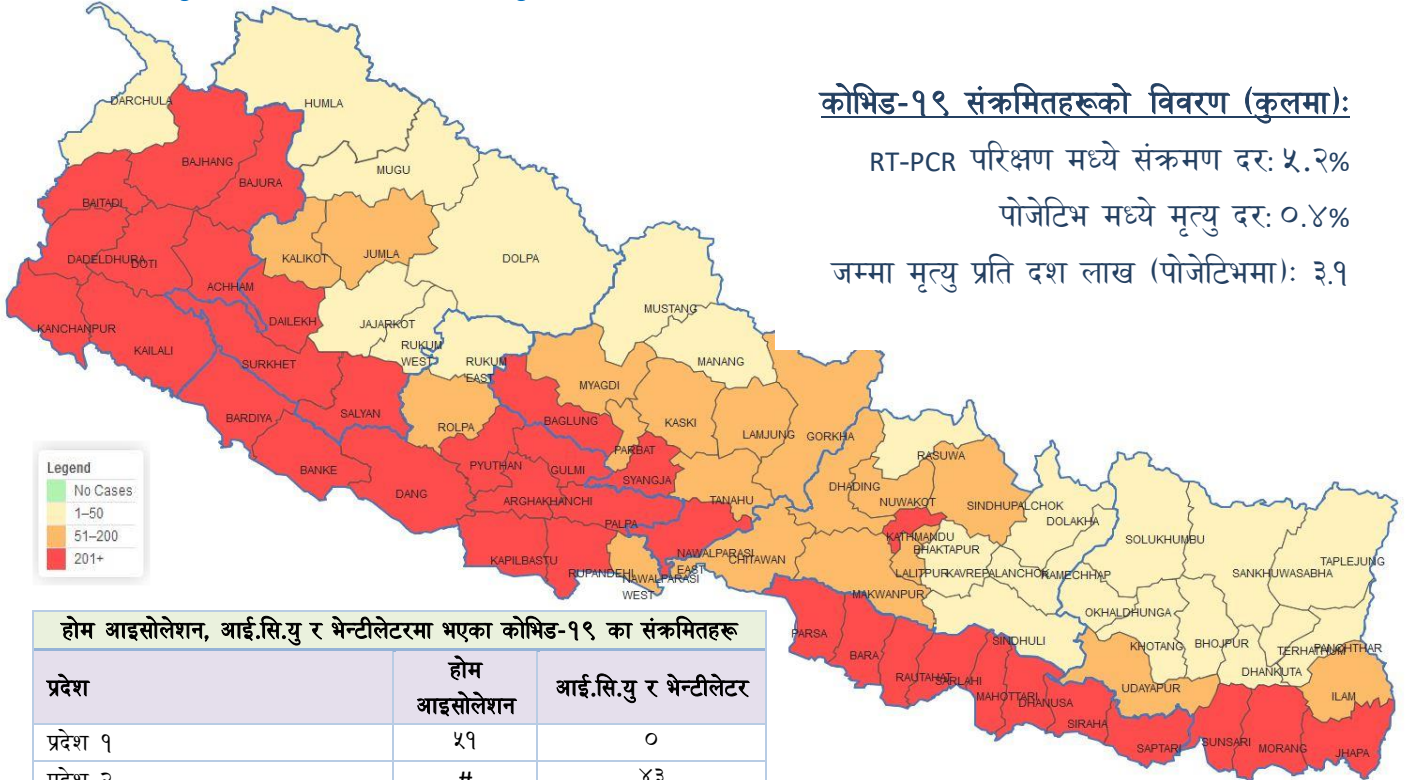 कोभिड-१९ संक्रमितहरूको विवरण (कुलमा):
RT-PCR परिक्षण मध्ये संक्रमण दर: ५.२%
पोजेटिभ मध्ये मृत्यु दर: ०.४%
जम्मा मृत्यु प्रति दश लाख (पोजेटिभमा): ३.१
DARCHULA
HUMLA
BAJHANG
BAJURA
MUGU
BAITADI
DADELDHURA
DOTI
KALIKOT
JUMLA
DOLPA
ACHHAM
DAILEKH
MUSTANG
KANCHANPUR
KAILALI
JAJARKOT
RUKUM WEST
RUKUM EAST
MANANG
SURKHET
MYAGDI
BARDIYA
SALYAN
ROLPA
BAGLUNG
KASKI
LAMJUNG
GORKHA
PARBAT
RASUWA
BANKE
PYUTHAN
GULMI
SYANGJA
DANG
ARGHAKHANCHI
TANAHU
DHADING
NUWAKOT
SINDHUPALCHOK
DOLAKHA
PALPA
KATHMANDU
BHAKTAPUR
SOLUKHUMBU
KAPILBASTU
RUPANDEHI
NAWALPARASI EAST
NAWALPARASI WEST
CHITAWAN
LALITPUR
KAVREPALANCHOK
RAMECHHAP
SANKHUWASABHA
TAPLEJUNG
MAKWANPUR
OKHALDHUNGA
PARSA
BARA
SINDHULI
KHOTANG
BHOJPUR
TERHATHUM
PANCHTHAR
DHANKUTA
RAUTAHAT
SARLAHI
MAHOTTARI
DHANUSA
UDAYAPUR
ILAM
SIRAHA
SAPTARI
SUNSARI
MORANG
JHAPA
Legend
No Cases
1–50
51–200
201+
होम आइसोलेशन, आई.सि.यु र भेन्टीलेटरमा भएका कोभिड-१९ का संक्रमितहरू
प्रदेश
होम आइसोलेशन
आई.सि.यु र भेन्टीलेटर
प्रदेश १ ५१ ०
४३